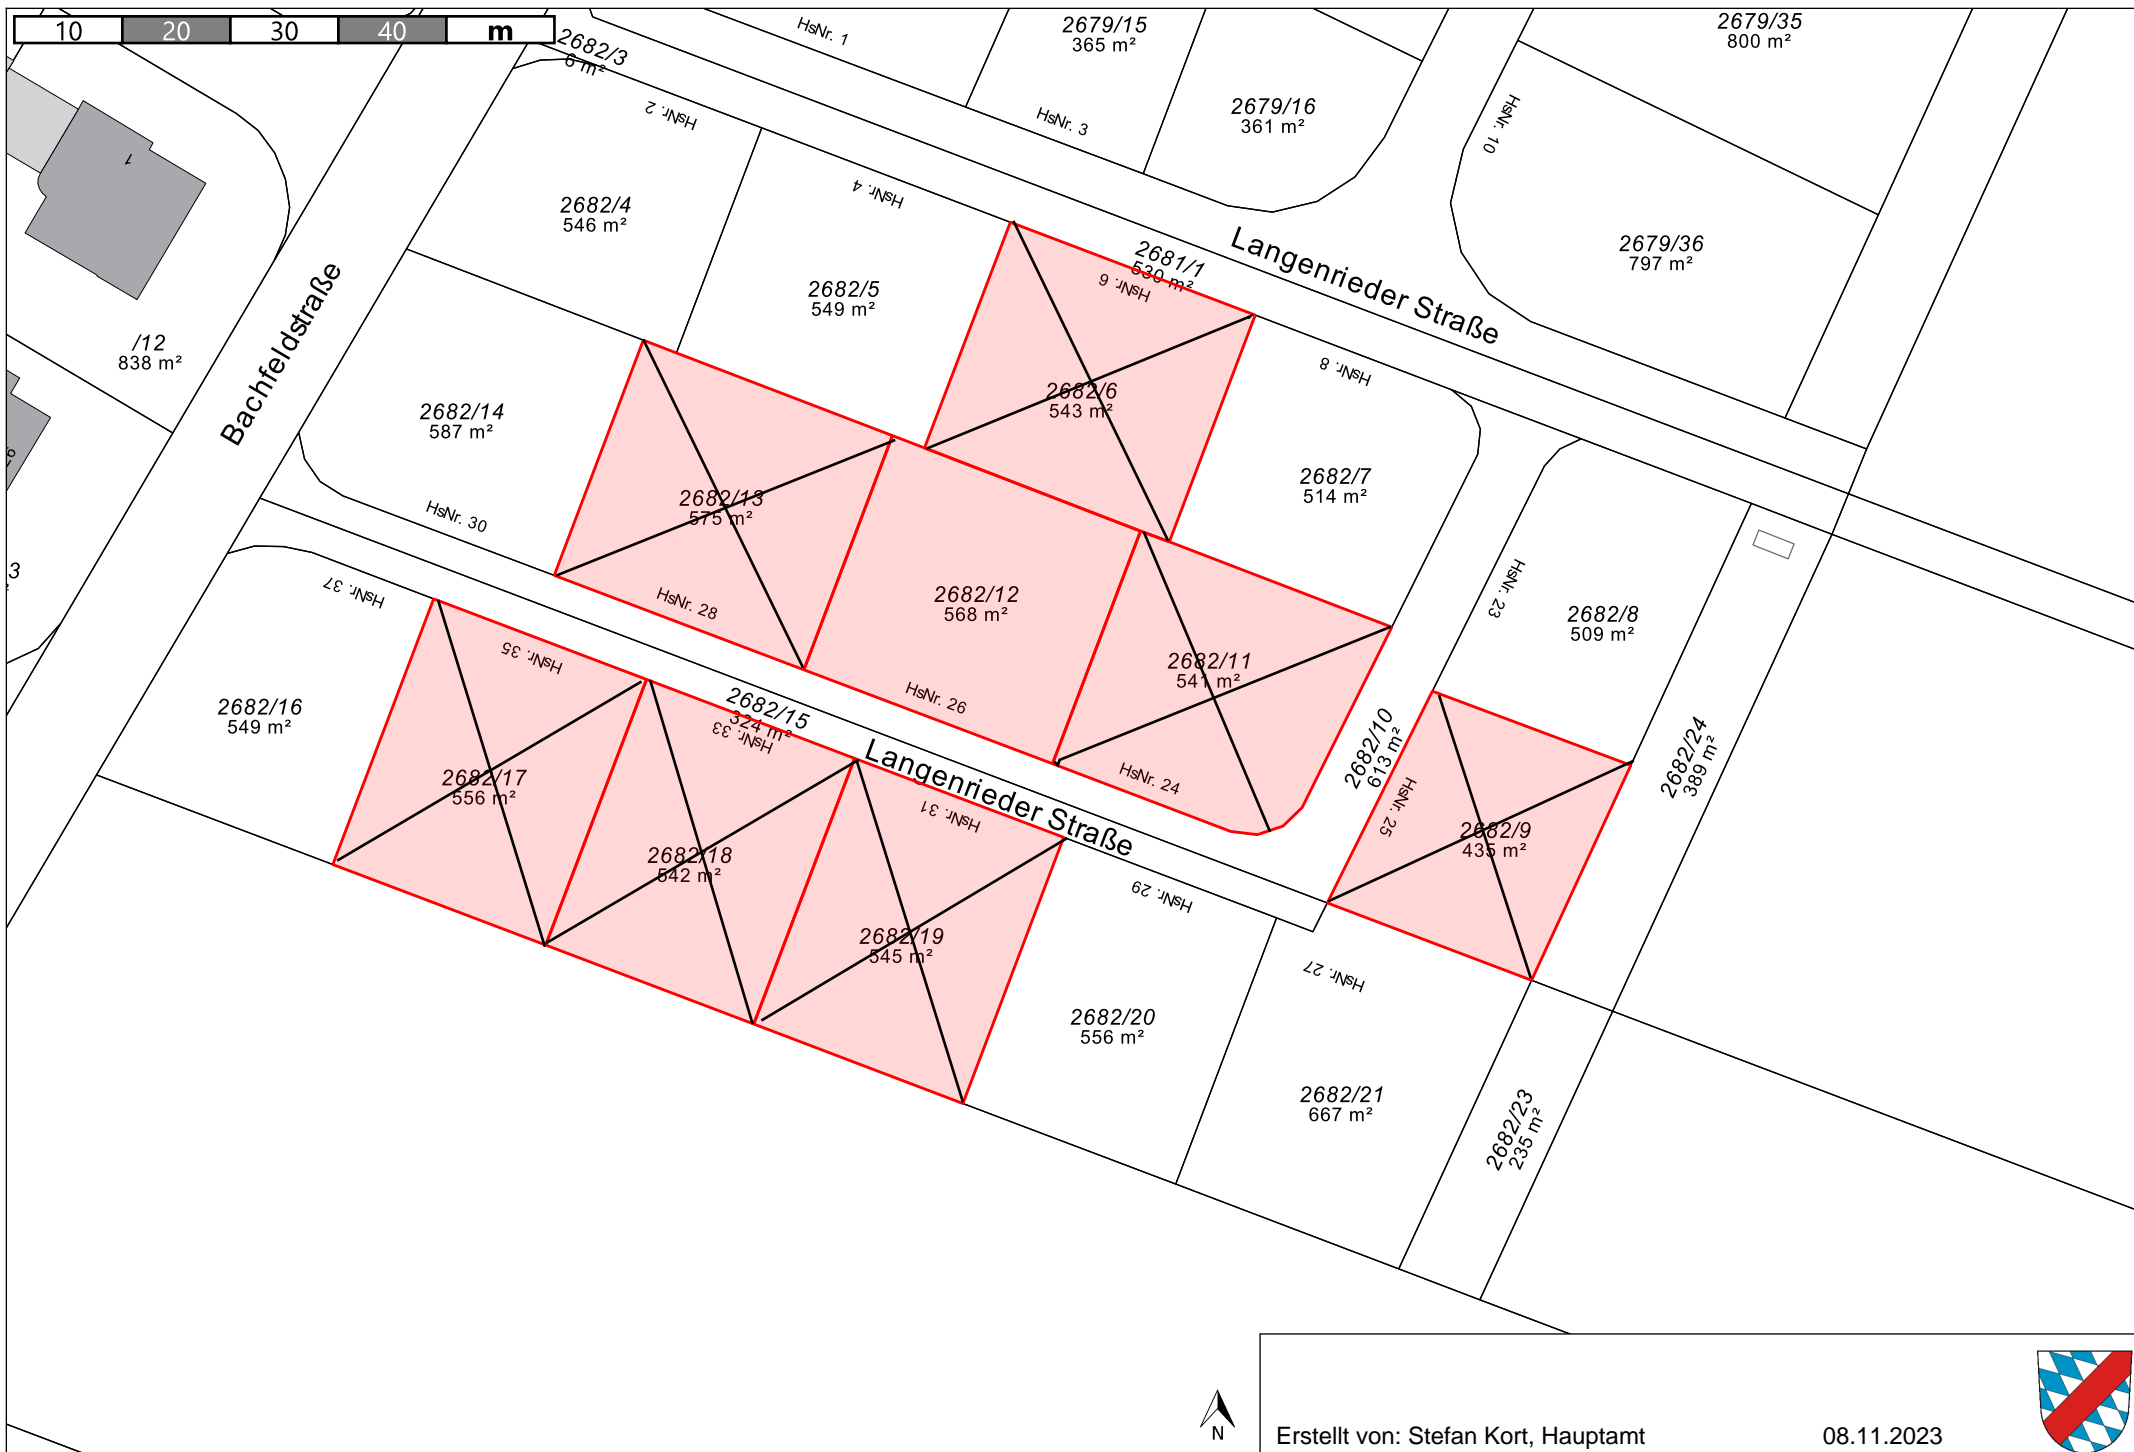 10 20 30 40 m
2682/3
6 m²
HsNr. 1
2679/15
365 m²
2679/35
800 m²
HsNr. 2
HsNr. 3
2679/16
361 m²
HsNr. 10
1
HsNr. 4
2682/4
546 m²
2681/1
530 m²
HsNr. 6
Langenrieder Straße
2679/36
797 m²
2682/5
549 m²
Bachfeldstraße
/12
838 m²
HsNr. 8
2682/6
543 m²
2682/14
587 m²
2682/7
514 m²
2682/13
575 m²
HsNr. 30
3
HsNr. 37
HsNr. 28
2682/12
568 m²
HsNr. 23
2682/8
509 m²
HsNr. 35
2682/11
541 m²
2682/16
549 m²
2682/15
324 m²
HsNr. 33
HsNr. 26
Langenrieder Straße
2682/10
613 m²
2682/24
389 m²
2682/17
556 m²
HsNr. 24
HsNr. 31
HsNr. 25
2682/9
435 m²
2682/18
542 m²
HsNr. 29
2682/19
545 m²
HsNr. 27
2682/20
556 m²
2682/21
667 m²
2682/23
235 m²
N
Erstellt von: Stefan Kort, Hauptamt
08.11.2023